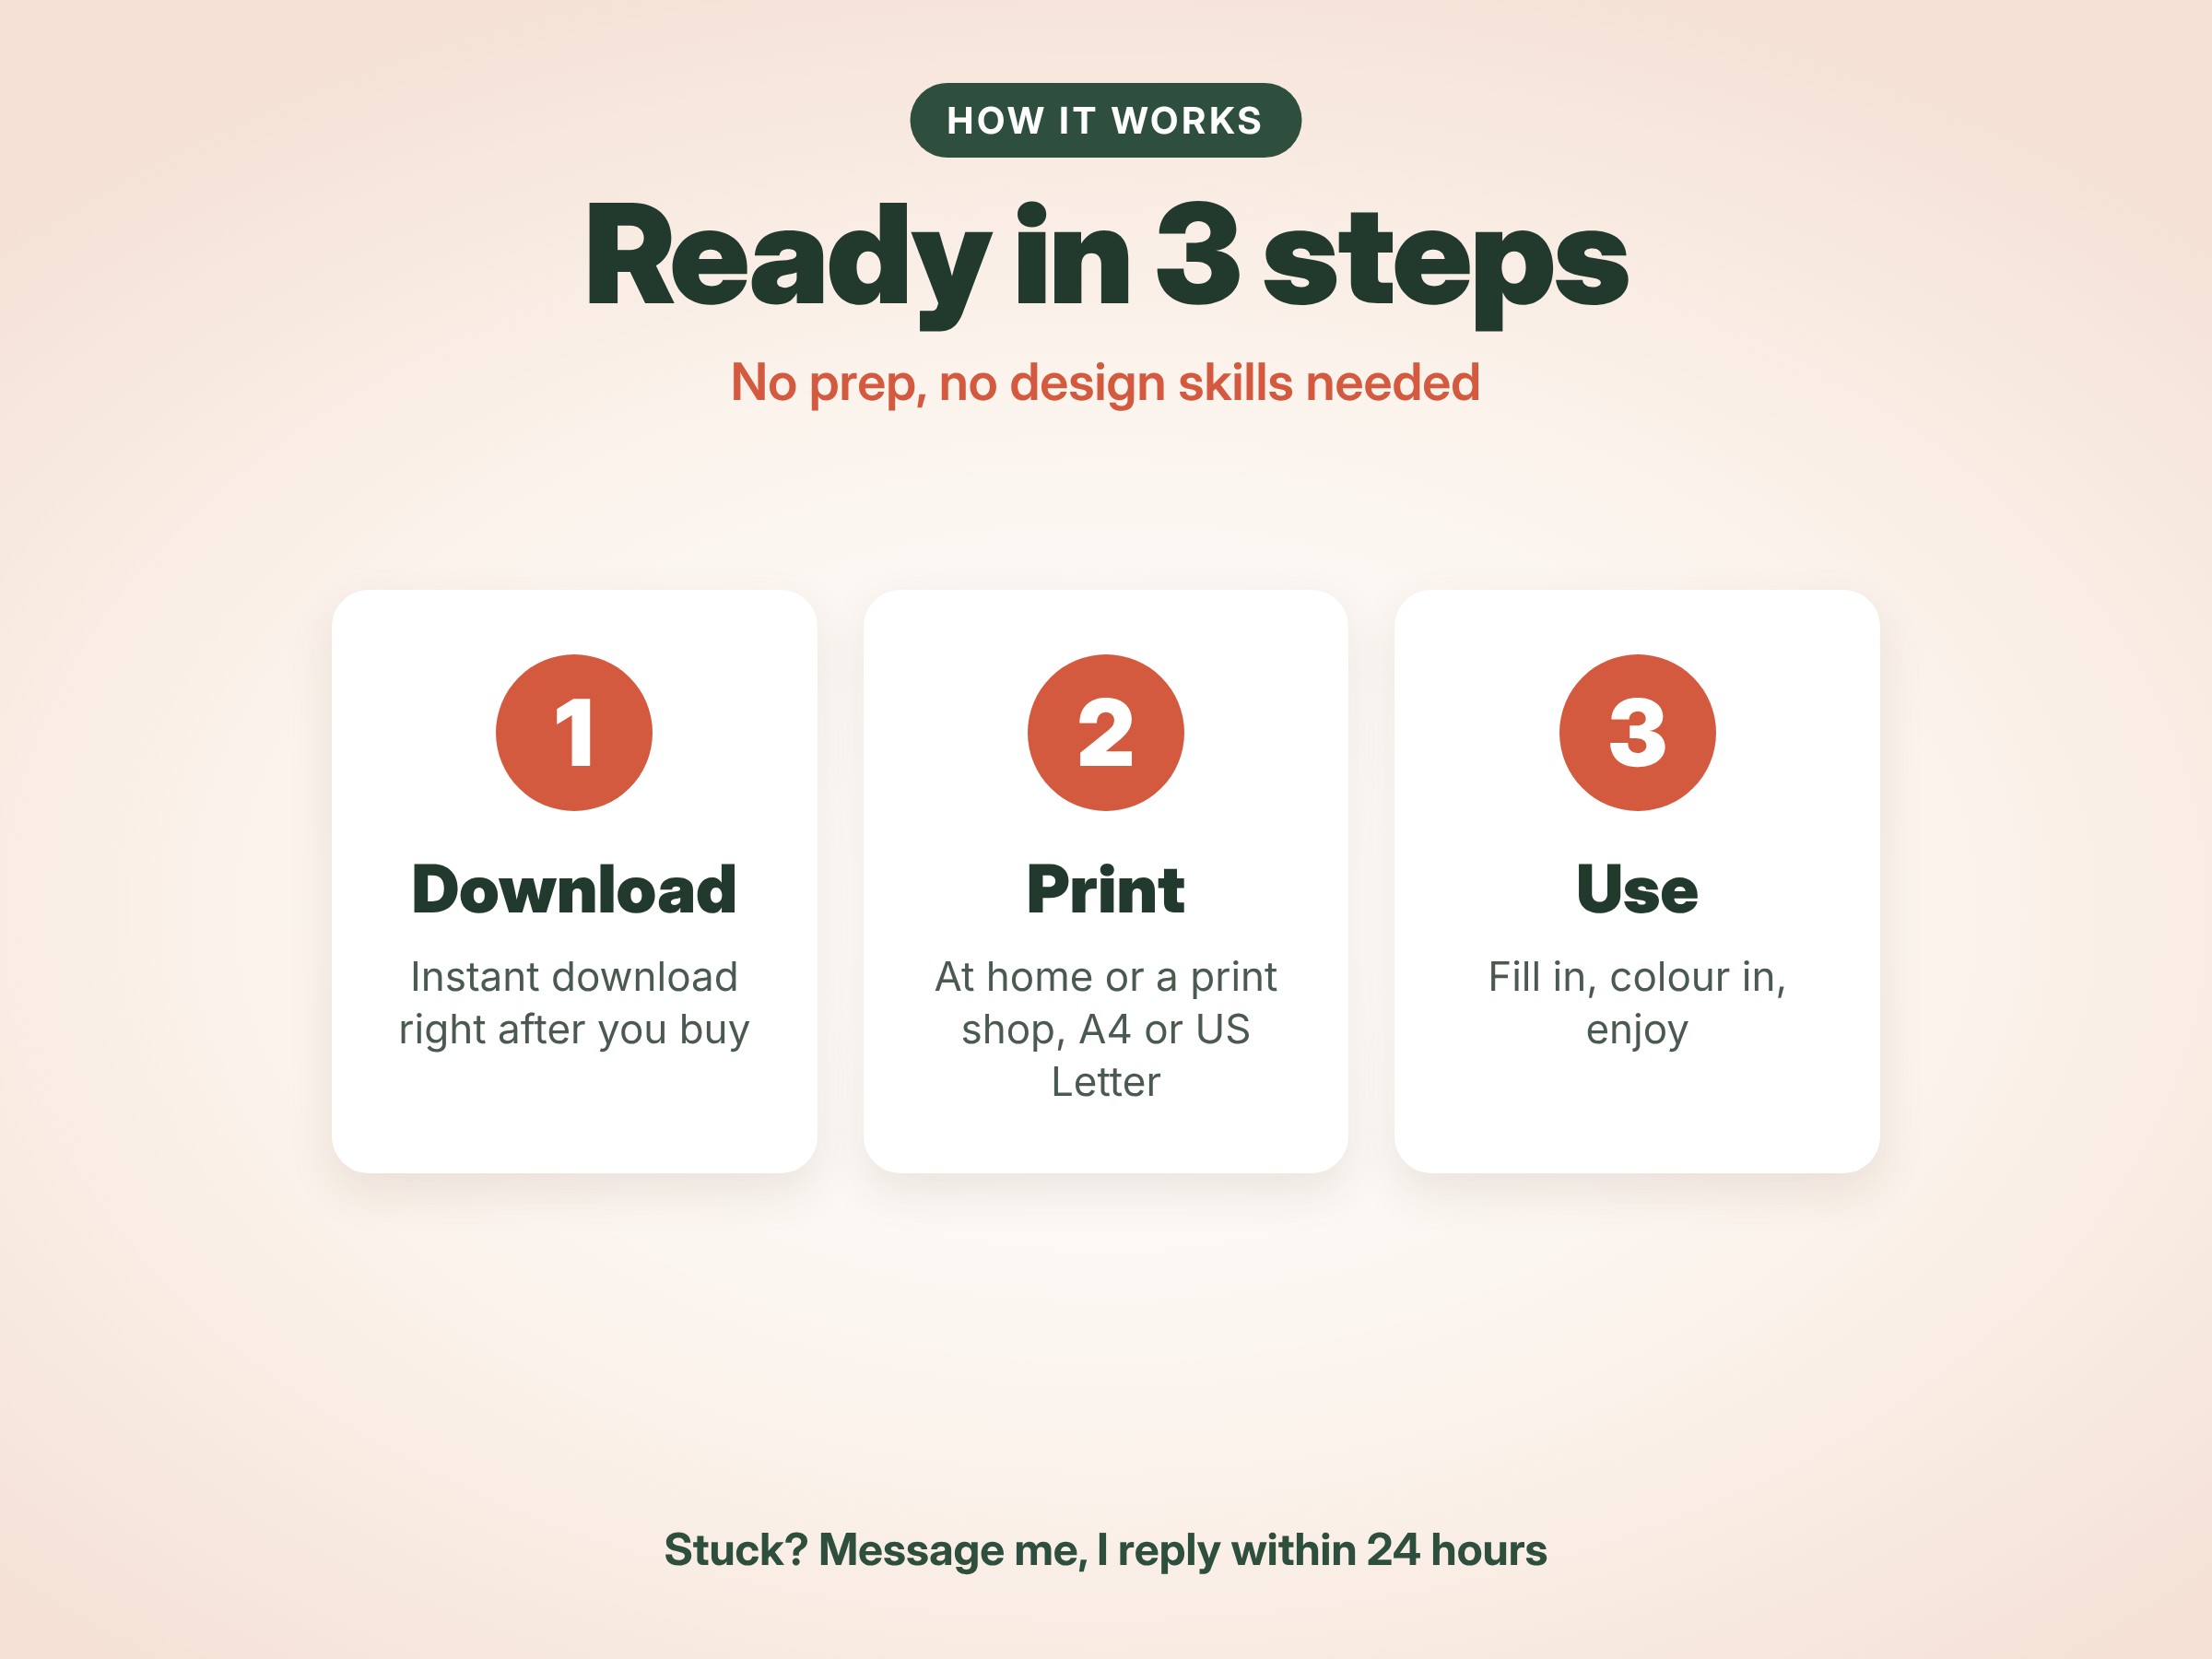 HOW IT WORKS
Ready in 3 steps
No prep, no design skills needed
1
Download
Instant download
right after you buy
2
Print
At home or a print
shop, A4 or US
Letter
3
Use
Fill in, colour in,
enjoy
Stuck? Message me, I reply within 24 hours